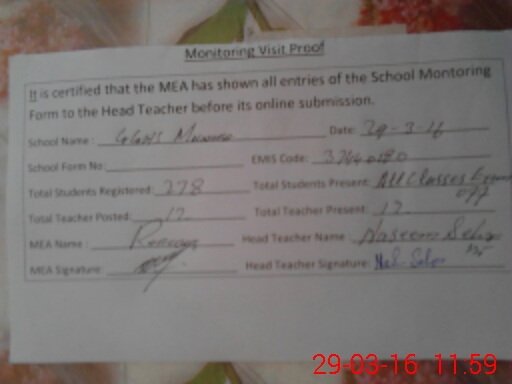 Monitoring Visit Proof
It is certified that the MEA has shown all entries of the School Montoring
Form to the Head Teacher before its online submission.
School Name : GGHS Date: 29-3-16
School Form No: EMIS Code:
Total Students Registered: 278 Total Students Present: All Classes
off
Total Teacher Posted: 12 Total Teacher Present: 12
MEA Name : Head Teacher Name : Naseem
MEA Signature: Head Teacher Signature:
29-03-16 11:59